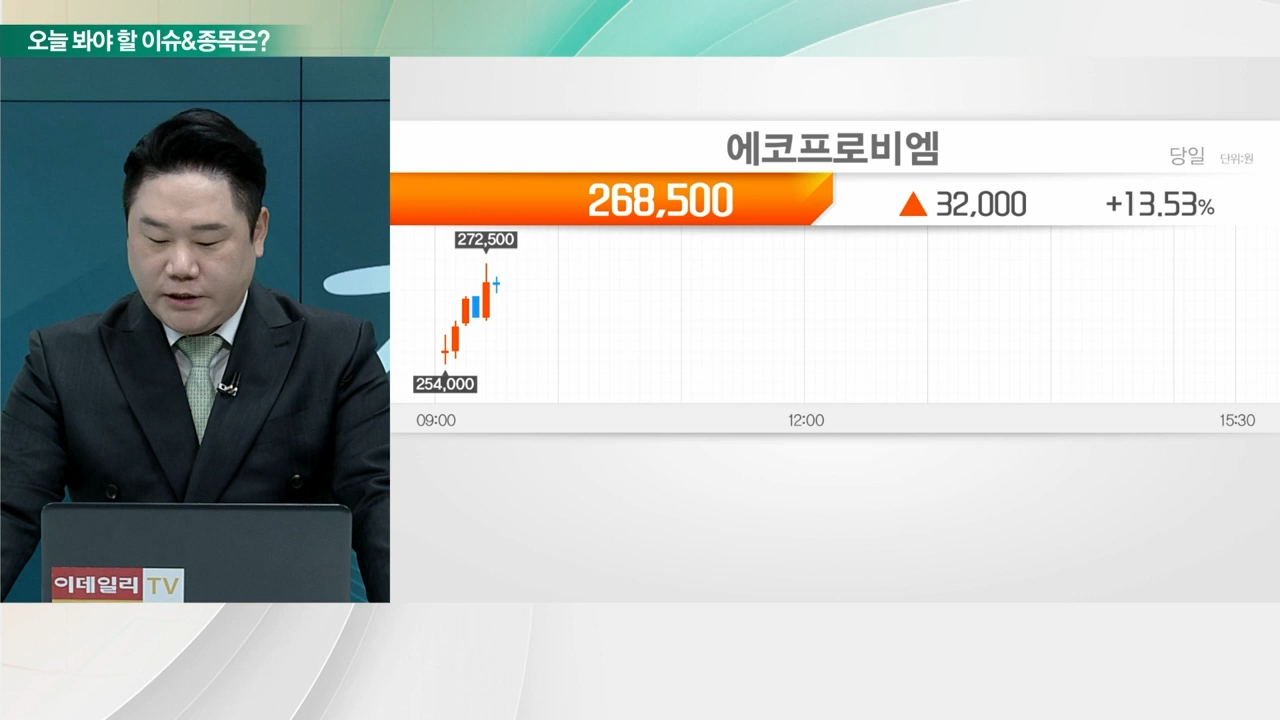 오늘 봐야 할 이슈&종목은?
에코프로비엠
당일 단위:원
268,500 ▲ 32,000 +13.53%
272,500
254,000
09:00 12:00 15:30
이데일리 TV